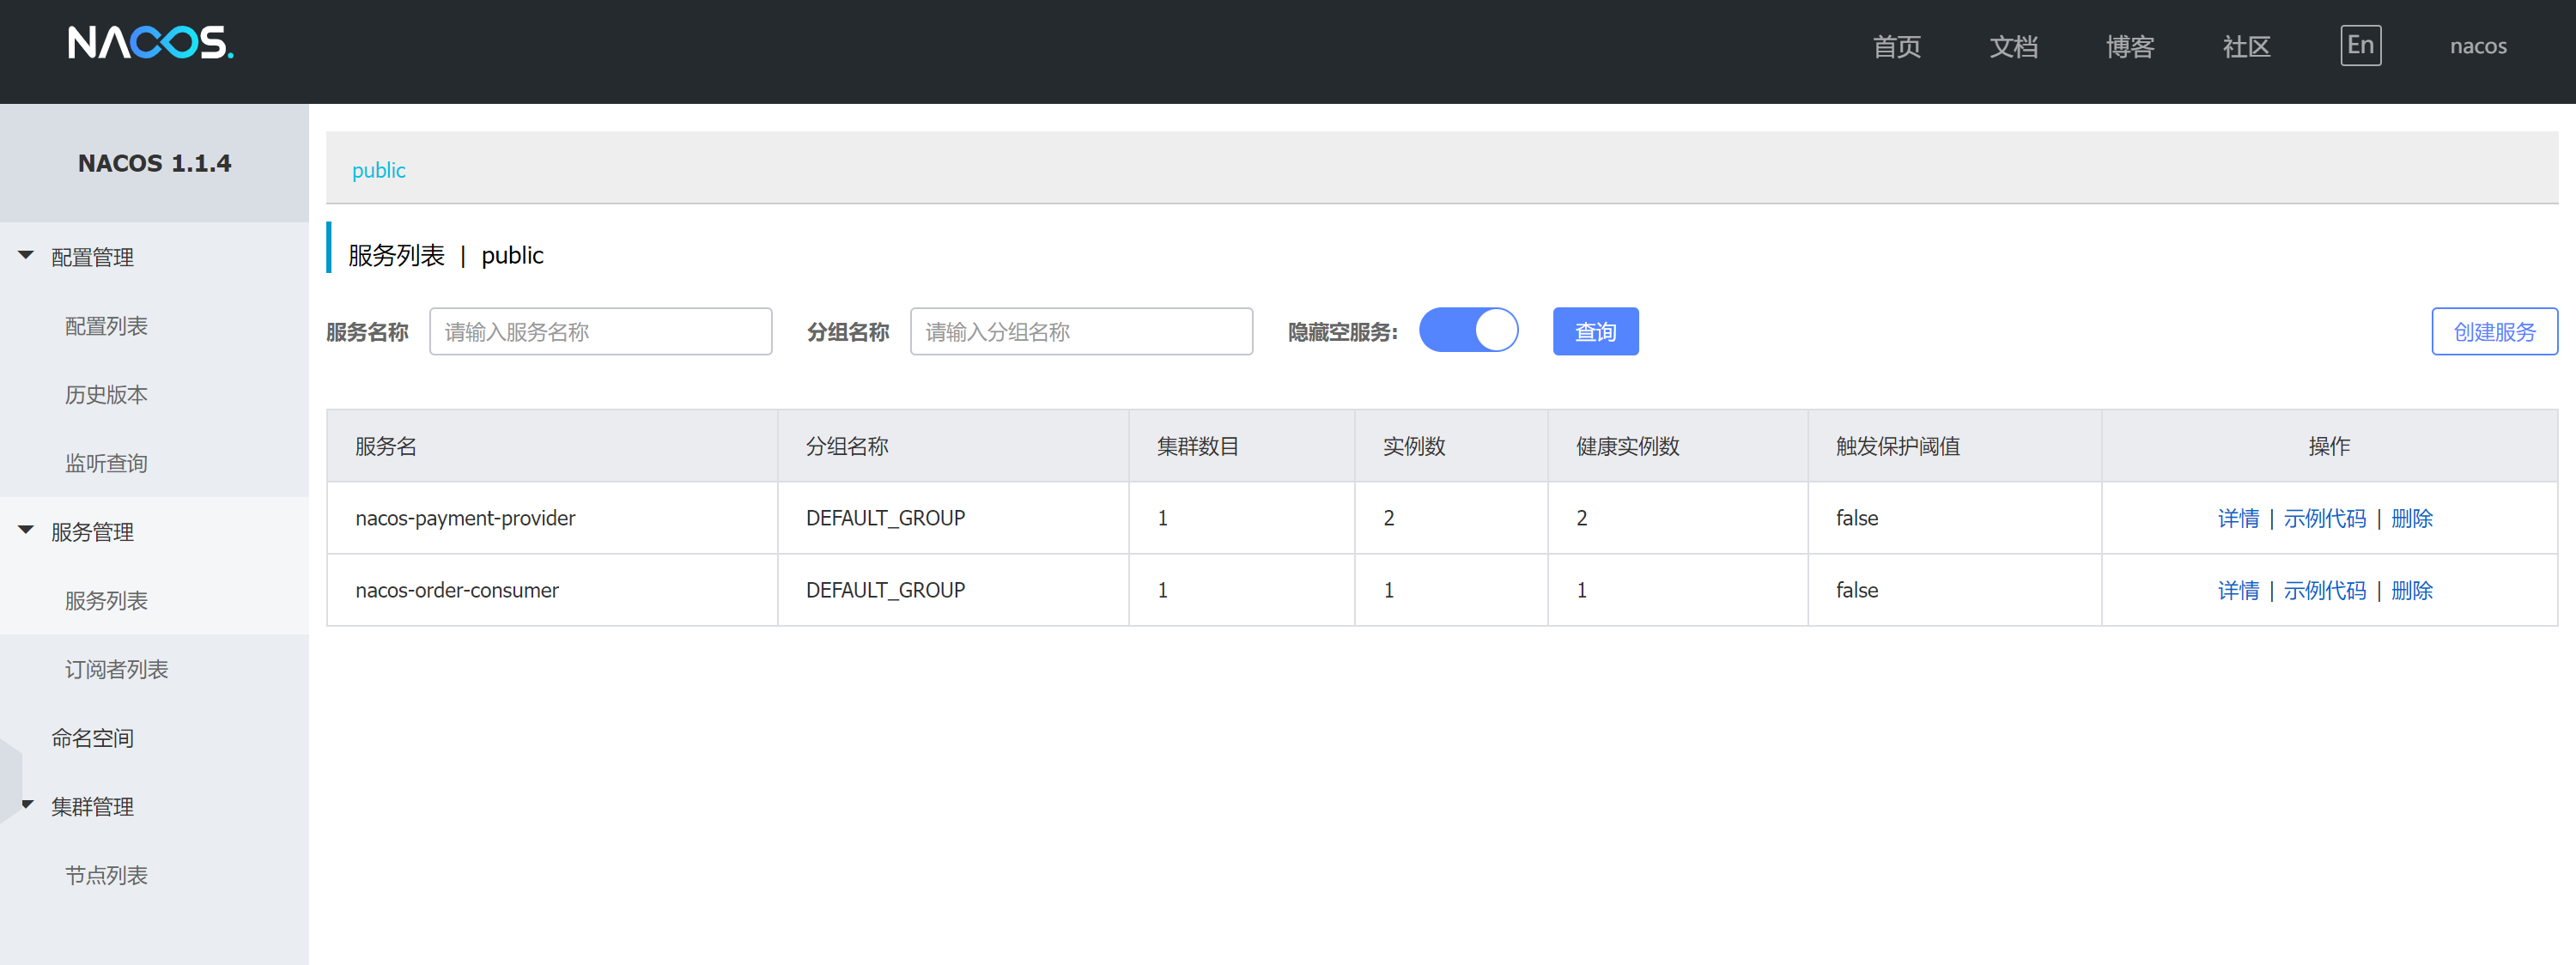 NACOS.
首页 文档 博客 社区 En nacos
NACOS 1.1.4
配置管理
配置列表
历史版本
监听查询
服务管理
服务列表
订阅者列表
命名空间
集群管理
节点列表
public
服务列表 | public
服务名称 请输入服务名称 分组名称 请输入分组名称 隐藏空服务: 查询 创建服务
服务名 分组名称 集群数目 实例数 健康实例数 触发保护阈值 操作
nacos-payment-provider DEFAULT_GROUP 1 2 2 false 详情 | 示例代码 | 删除
nacos-order-consumer DEFAULT_GROUP 1 1 1 false 详情 | 示例代码 | 删除